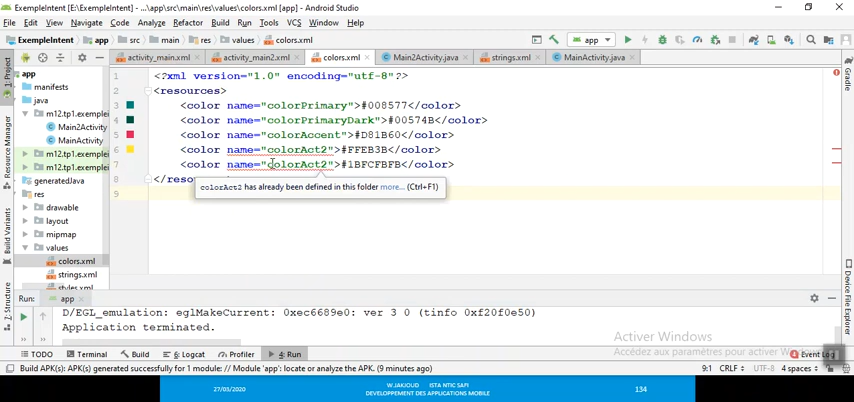 ExempleIntent [E:\ExempleIntent] - ...\app\src\main\res\values\colors.xml [app] - Android Studio
File Edit View Navigate Code Analyze Refactor Build Run Tools VCS Window Help
ExempleIntent app src main res values colors.xml app
activity_main.xml activity_main2.xml colors.xml Main2Activity.java strings.xml MainActivity.java
1: Project
Resource Manager
Build Variants
7: Structure
Gradle
Device File Explorer
app
manifests
java
m12.tp1.exemplei
Main2Activity
MainActivity
m12.tp1.exemplei
m12.tp1.exemplei
generatedJava
res
drawable
layout
mipmap
values
colors.xml
strings.xml
styles.xml
1 <?xml version="1.0" encoding="utf-8"?>
2 <resources>
3 <color name="colorPrimary">#008577</color>
4 <color name="colorPrimaryDark">#00574B</color>
5 <color name="colorAccent">#D81B60</color>
6 <color name="colorAct2">#FFEB3B</color>
7 <color name="colorAct2">#1BFCFBFB</color>
8 </resou
9
colorAct2 has already been defined in this folder more... (Ctrl+F1)
Run: app
D/EGL_emulation: eglMakeCurrent: 0xec6689e0: ver 3 0 (tinfo 0xf20f0e50)
Application terminated.
Activer Windows
Accédez aux paramètres pour activer Windows
TODO Terminal Build 6: Logcat Profiler 4: Run Event Log
Build APK(s): APK(s) generated successfully for 1 module: // Module 'app': locate or analyze the APK. (9 minutes ago) 9:1 CRLF UTF-8 4 spaces
27/03/2020
W.JAKJOUD ISTA NTIC SAFI
DEVELOPPEMENT DES APPLICATIONS MOBILE
134